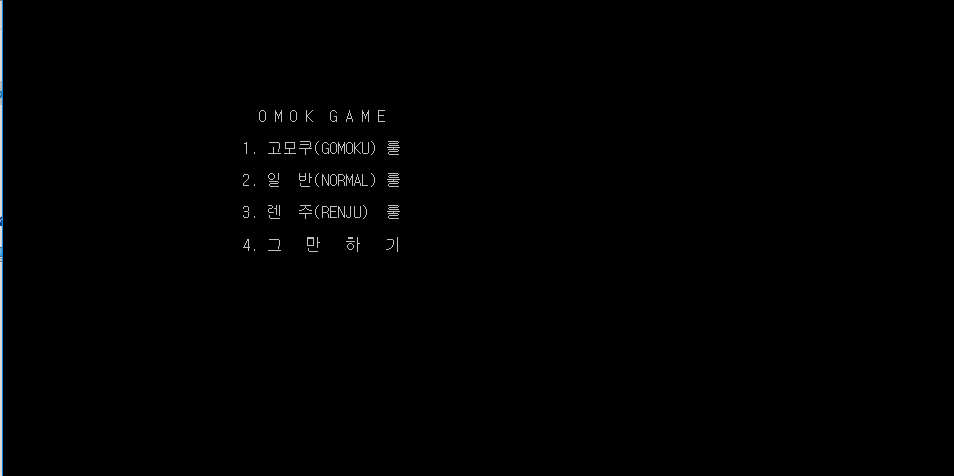 O M O K  G A M E
1. 고모쿠(GOMOKU) 룰
2. 일  반(NORMAL) 룰
3. 렌  주(RENJU)  룰
4. 그   만   하   기